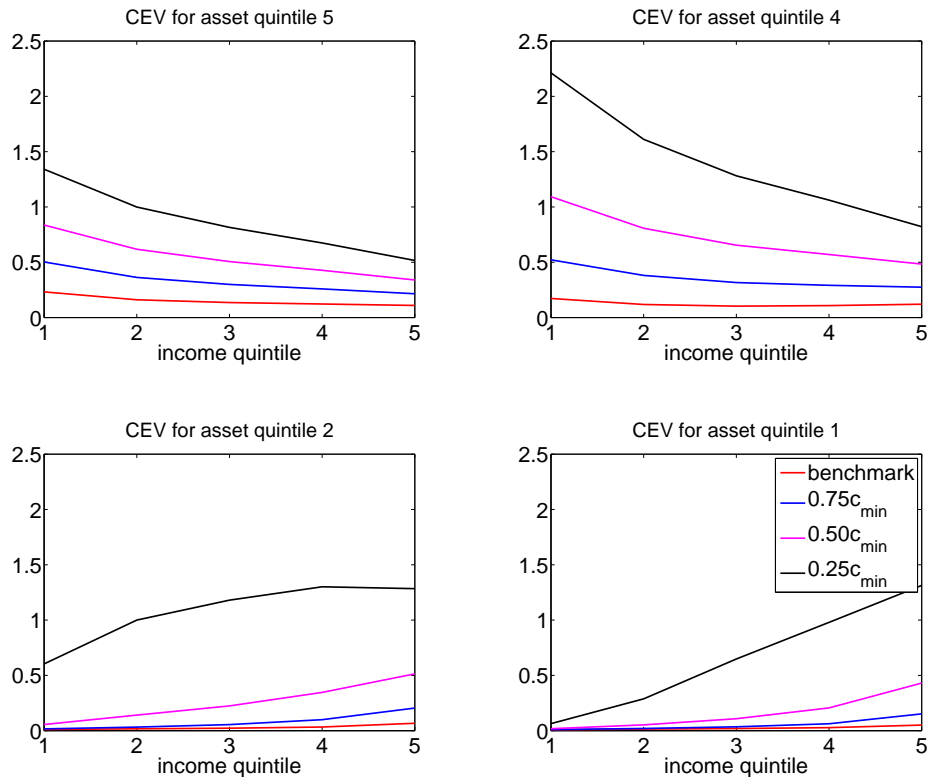 CEV for asset quintile 5
2.5
2
1.5
1
0.5
0
1 2 3 4 5
income quintile
CEV for asset quintile 4
2.5
2
1.5
1
0.5
0
1 2 3 4 5
income quintile
CEV for asset quintile 2
2.5
2
1.5
1
0.5
0
1 2 3 4 5
income quintile
CEV for asset quintile 1
2.5
2
1.5
1
0.5
0
1 2 3 4 5
income quintile
benchmark
0.75c_min
0.50c_min
0.25c_min